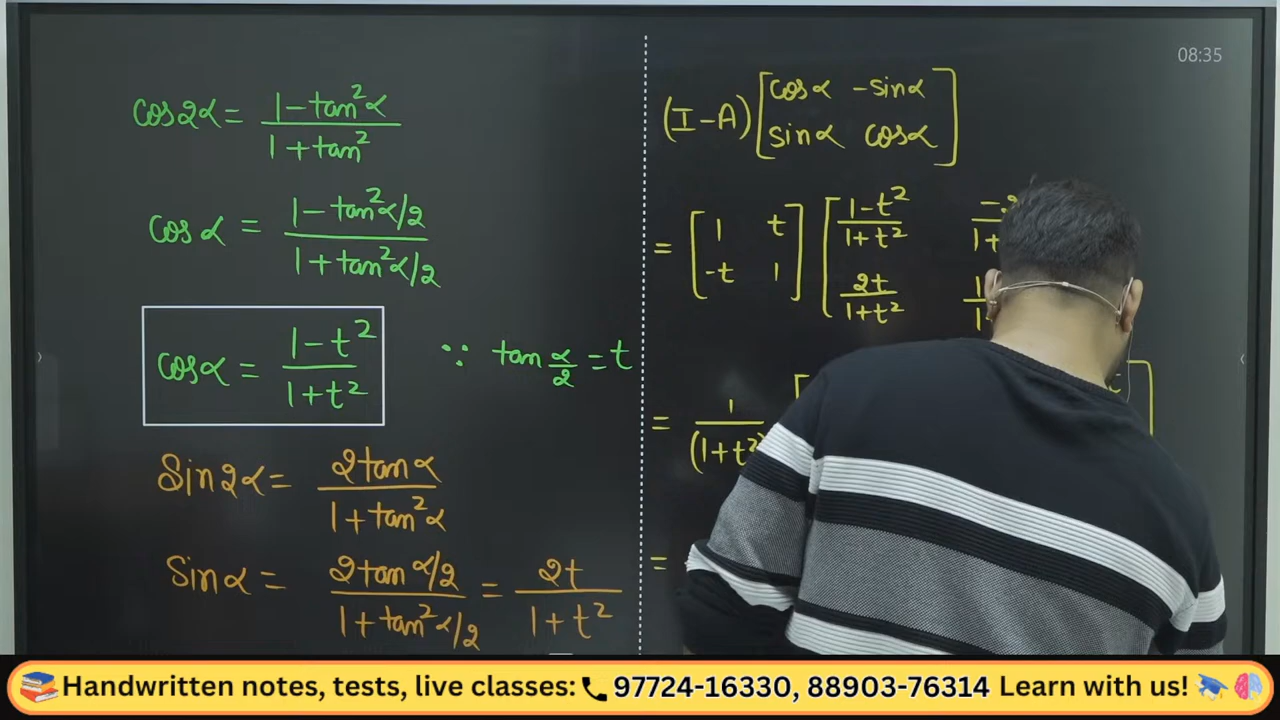 cos2α = (1-tan²α)/(1+tan²)
cosα = (1-tan²α/2)/(1+tan²α/2)
cosα = (1-t²)/(1+t²) ∵ tan α/2 = t
Sin2α = (2tanα)/(1+tan²α)
Sinα = (2tanα/2)/(1+tan²α/2) = 2t/(1+t²)
08:35
(I-A) [cosα -sinα
sinα cosα]
= [1 t
-t 1] [(1-t²)/(1+t²)
2t/(1+t²)
= 1/(1+t²)
=
Handwritten notes, tests, live classes: 97724-16330, 88903-76314 Learn with us!